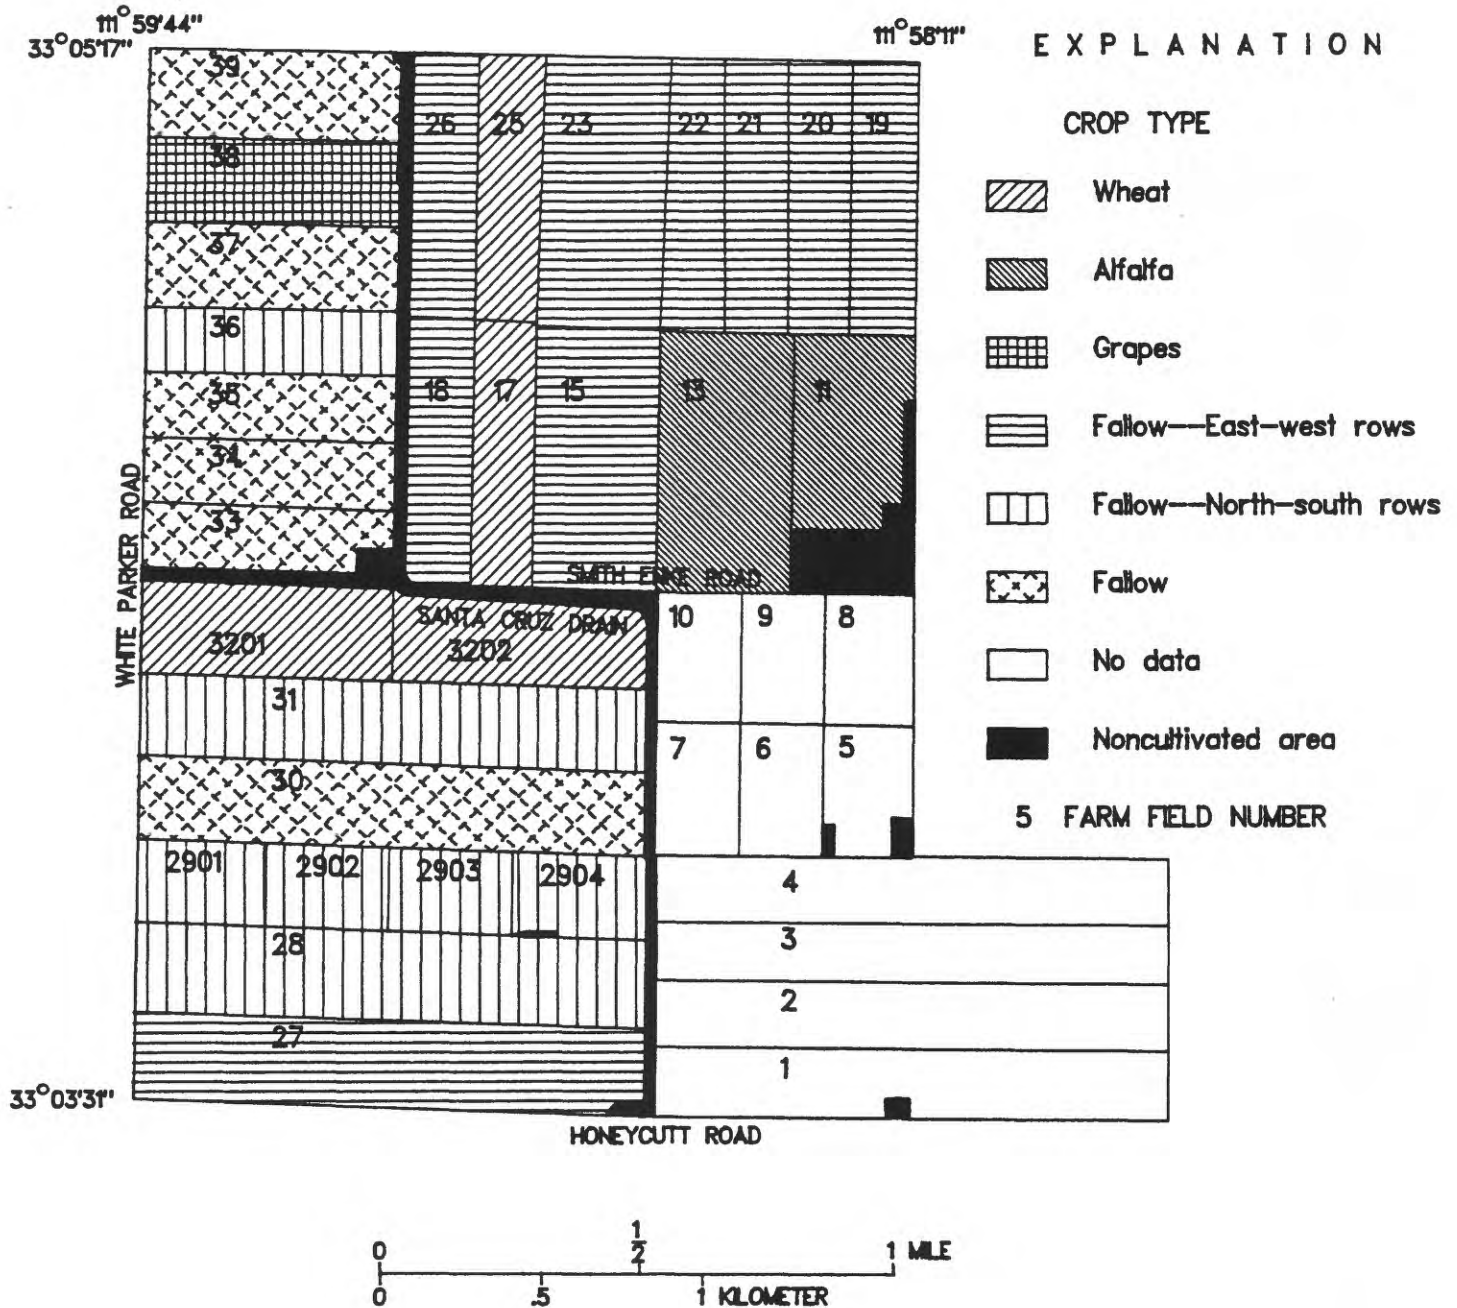 111°59'44"
33°05'17"
111°58'11"
EXPLANATION
CROP TYPE
Wheat
Alfalfa
Grapes
Fallow—East-west rows
Fallow—North-south rows
Fallow
No data
Noncultivated area
5 FARM FIELD NUMBER
39
38
37
36
35
34
33
26 25 23 22 21 20 19
18 17 15 13 11
WHITE PARKER ROAD
SMITH ENKE ROAD
SANTA CRUZ DRAIN
3201
3202
10 9 8
31
7 6 5
30
2901 2902 2903 2904
4
28
3
2
27
1
33°03'31"
HONEYCUTT ROAD
0 1/2 1 MILE
0 .5 1 KILOMETER